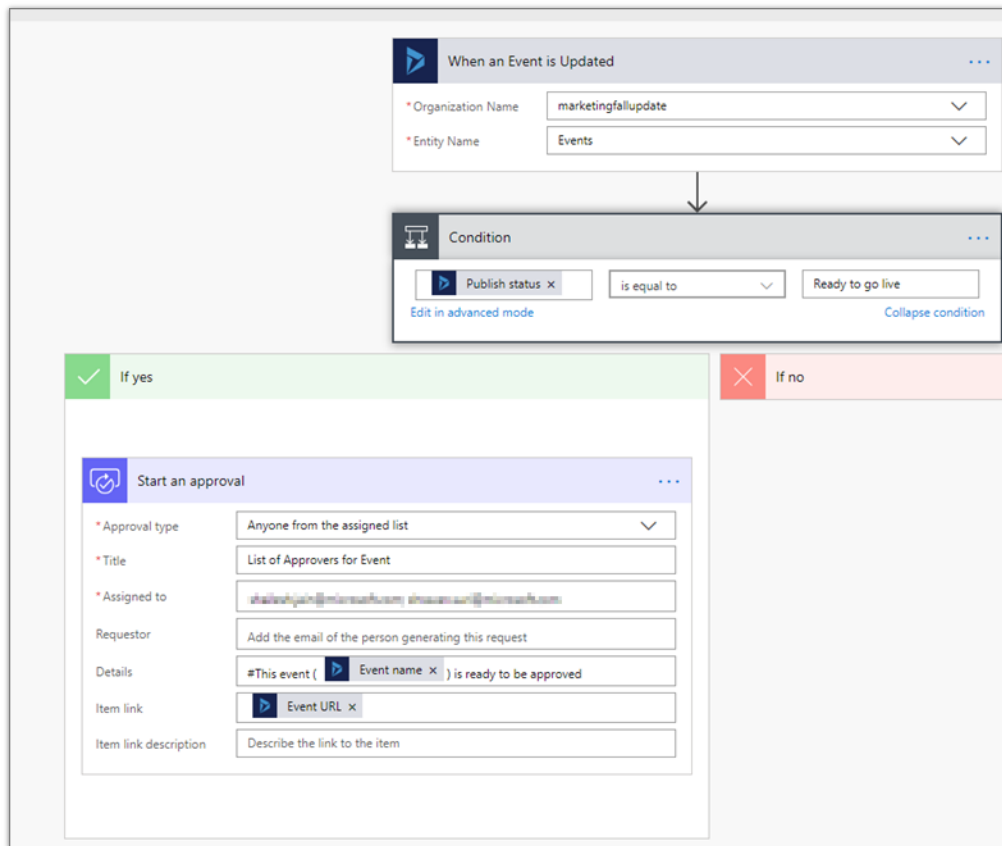 When an Event is Updated
...
*Organization Name marketingfallupdate
*Entity Name Events
Condition
...
Publish status × is equal to Ready to go live
Edit in advanced mode Collapse condition
If yes If no
Start an approval
...
*Approval type Anyone from the assigned list
*Title List of Approvers for Event
*Assigned to
Requestor Add the email of the person generating this request
Details #This event ( Event name × ) is ready to be approved
Item link Event URL ×
Item link description Describe the link to the item